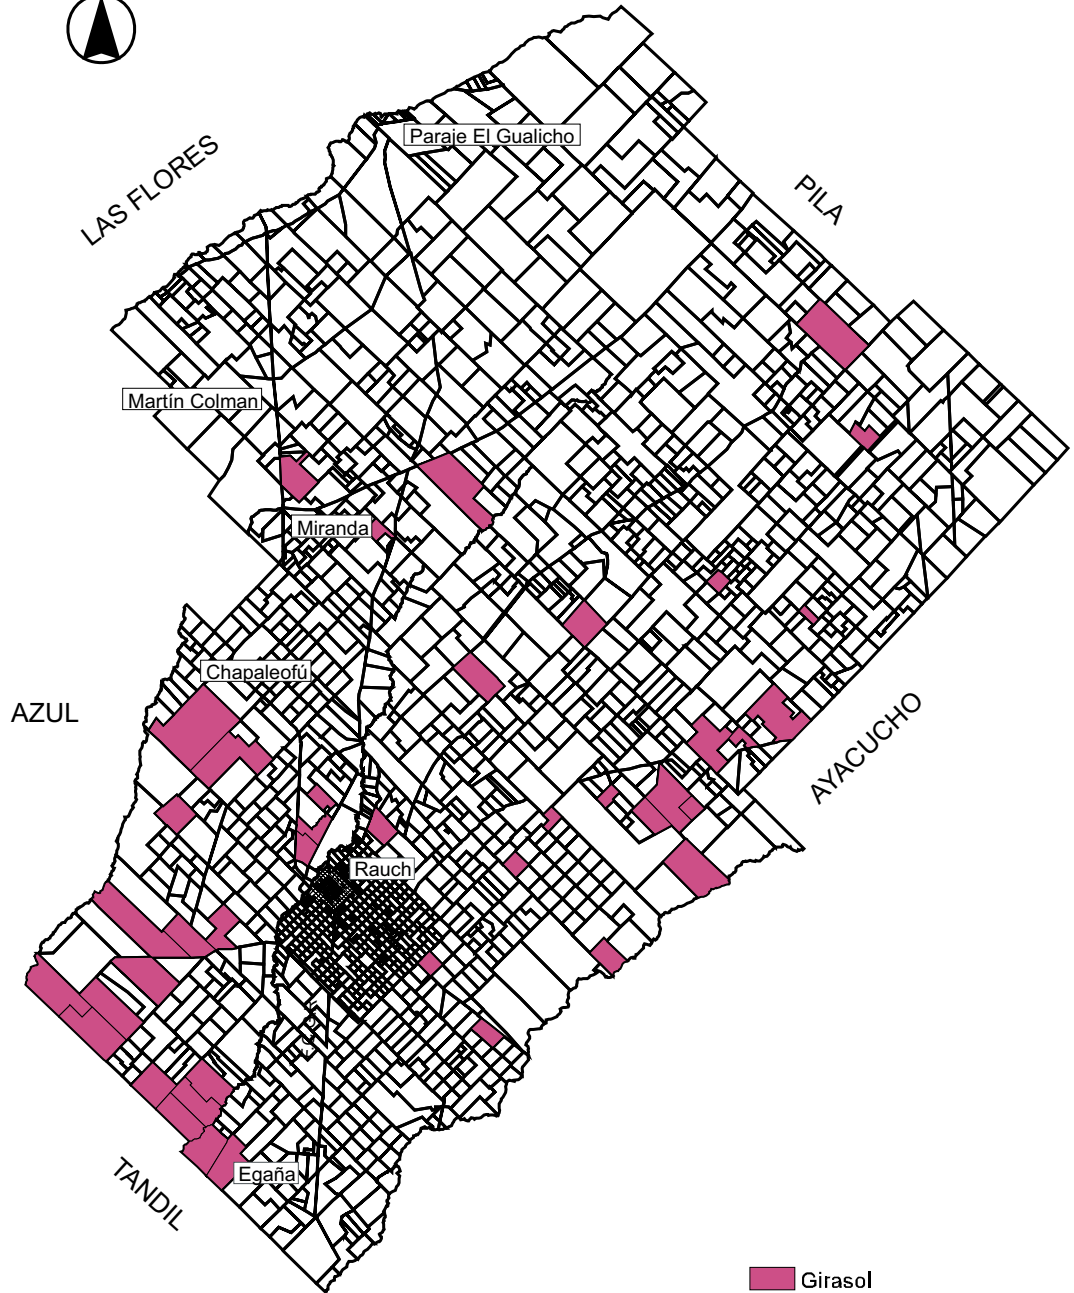 Paraje El Gualicho
LAS FLORES
PILA
Martín Colman
Miranda
Chapaleofú
AZUL
AYACUCHO
Rauch
Egaña
TANDIL
Girasol